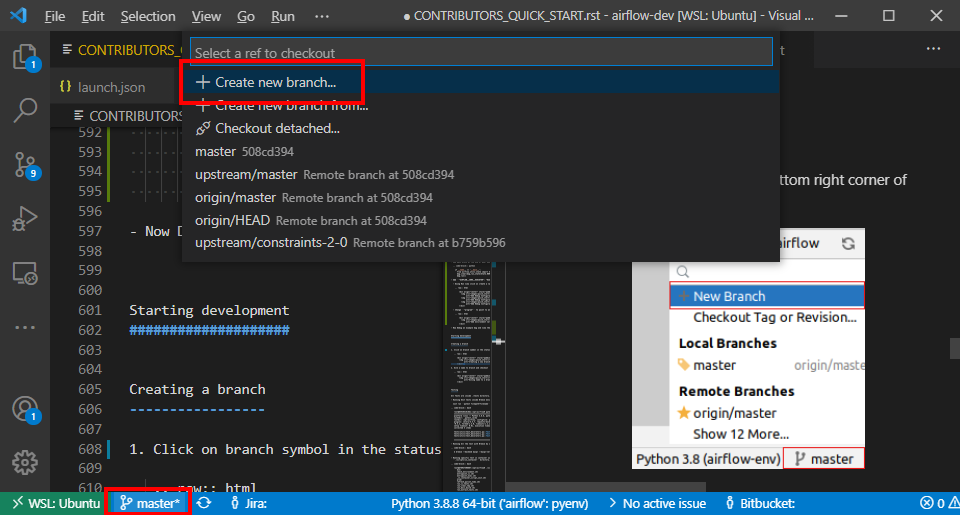 File Edit Selection View Go Run ··· ● CONTRIBUTORS_QUICK_START.rst - airflow-dev [WSL: Ubuntu] - Visual ...
CONTRIBUTORS_
Select a ref to checkout
Create new branch...
{} launch.json
Create new branch from...
CONTRIBUTORS
Checkout detached...
592
master 508cd394
593
upstream/master Remote branch at 508cd394
594
ttom right corner of
origin/master Remote branch at 508cd394
595
origin/HEAD Remote branch at 508cd394
596
597 - Now D
upstream/constraints-2-0 Remote branch at b759b596
irflow
598
599
600
New Branch
601 Starting development
Checkout Tag or Revision...
602 ####################
Local Branches
603
master origin/maste
604
Remote Branches
605 Creating a branch
origin/master
606 -----------------
Show 12 More...
607
608 1. Click on branch symbol in the status
Python 3.8 (airflow-env) master
609
610 .. raw:: html
1
9
1
WSL: Ubuntu master* Jira: Python 3.8.8 64-bit ('airflow': pyenv) No active issue Bitbucket: 0